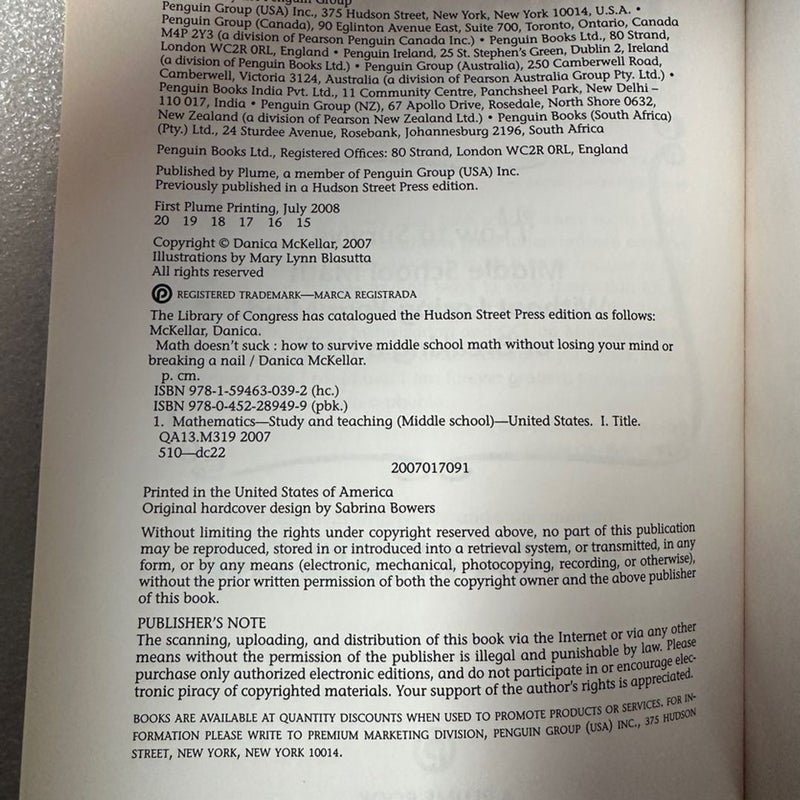 Penguin Group (USA) Inc., 375 Hudson Street, New York, New York 10014, U.S.A. •
Penguin Group (Canada), 90 Eglinton Avenue East, Suite 700, Toronto, Ontario, Canada
M4P 2Y3 (a division of Pearson Penguin Canada Inc.) • Penguin Books Ltd., 80 Strand,
London WC2R 0RL, England • Penguin Ireland, 25 St. Stephen's Green, Dublin 2, Ireland
(a division of Penguin Books Ltd.) • Penguin Group (Australia), 250 Camberwell Road,
Camberwell, Victoria 3124, Australia (a division of Pearson Australia Group Pty. Ltd.) •
Penguin Books India Pvt. Ltd., 11 Community Centre, Panchsheel Park, New Delhi –
110 017, India • Penguin Group (NZ), 67 Apollo Drive, Rosedale, North Shore 0632,
New Zealand (a division of Pearson New Zealand Ltd.) • Penguin Books (South Africa)
(Pty.) Ltd., 24 Sturdee Avenue, Rosebank, Johannesburg 2196, South Africa
Penguin Books Ltd., Registered Offices: 80 Strand, London WC2R 0RL, England
Published by Plume, a member of Penguin Group (USA) Inc.
Previously published in a Hudson Street Press edition.
First Plume Printing, July 2008
20 19 18 17 16 15
Copyright © Danica McKellar, 2007
Illustrations by Mary Lynn Blasutta
All rights reserved
P REGISTERED TRADEMARK—MARCA REGISTRADA
The Library of Congress has catalogued the Hudson Street Press edition as follows:
McKellar, Danica.
Math doesn't suck : how to survive middle school math without losing your mind or
breaking a nail / Danica McKellar.
p. cm.
ISBN 978-1-59463-039-2 (hc.)
ISBN 978-0-452-28949-9 (pbk.)
1. Mathematics—Study and teaching (Middle school)—United States. I. Title.
QA13.M319 2007
510—dc22
2007017091
Printed in the United States of America
Original hardcover design by Sabrina Bowers
Without limiting the rights under copyright reserved above, no part of this publication
may be reproduced, stored in or introduced into a retrieval system, or transmitted, in any
form, or by any means (electronic, mechanical, photocopying, recording, or otherwise),
without the prior written permission of both the copyright owner and the above publisher
of this book.
PUBLISHER'S NOTE
The scanning, uploading, and distribution of this book via the Internet or via any other
means without the permission of the publisher is illegal and punishable by law. Please
purchase only authorized electronic editions, and do not participate in or encourage elec-
tronic piracy of copyrighted materials. Your support of the author's rights is appreciated.
BOOKS ARE AVAILABLE AT QUANTITY DISCOUNTS WHEN USED TO PROMOTE PRODUCTS OR SERVICES. FOR IN-
FORMATION PLEASE WRITE TO PREMIUM MARKETING DIVISION, PENGUIN GROUP (USA) INC., 375 HUDSON
STREET, NEW YORK, NEW YORK 10014.